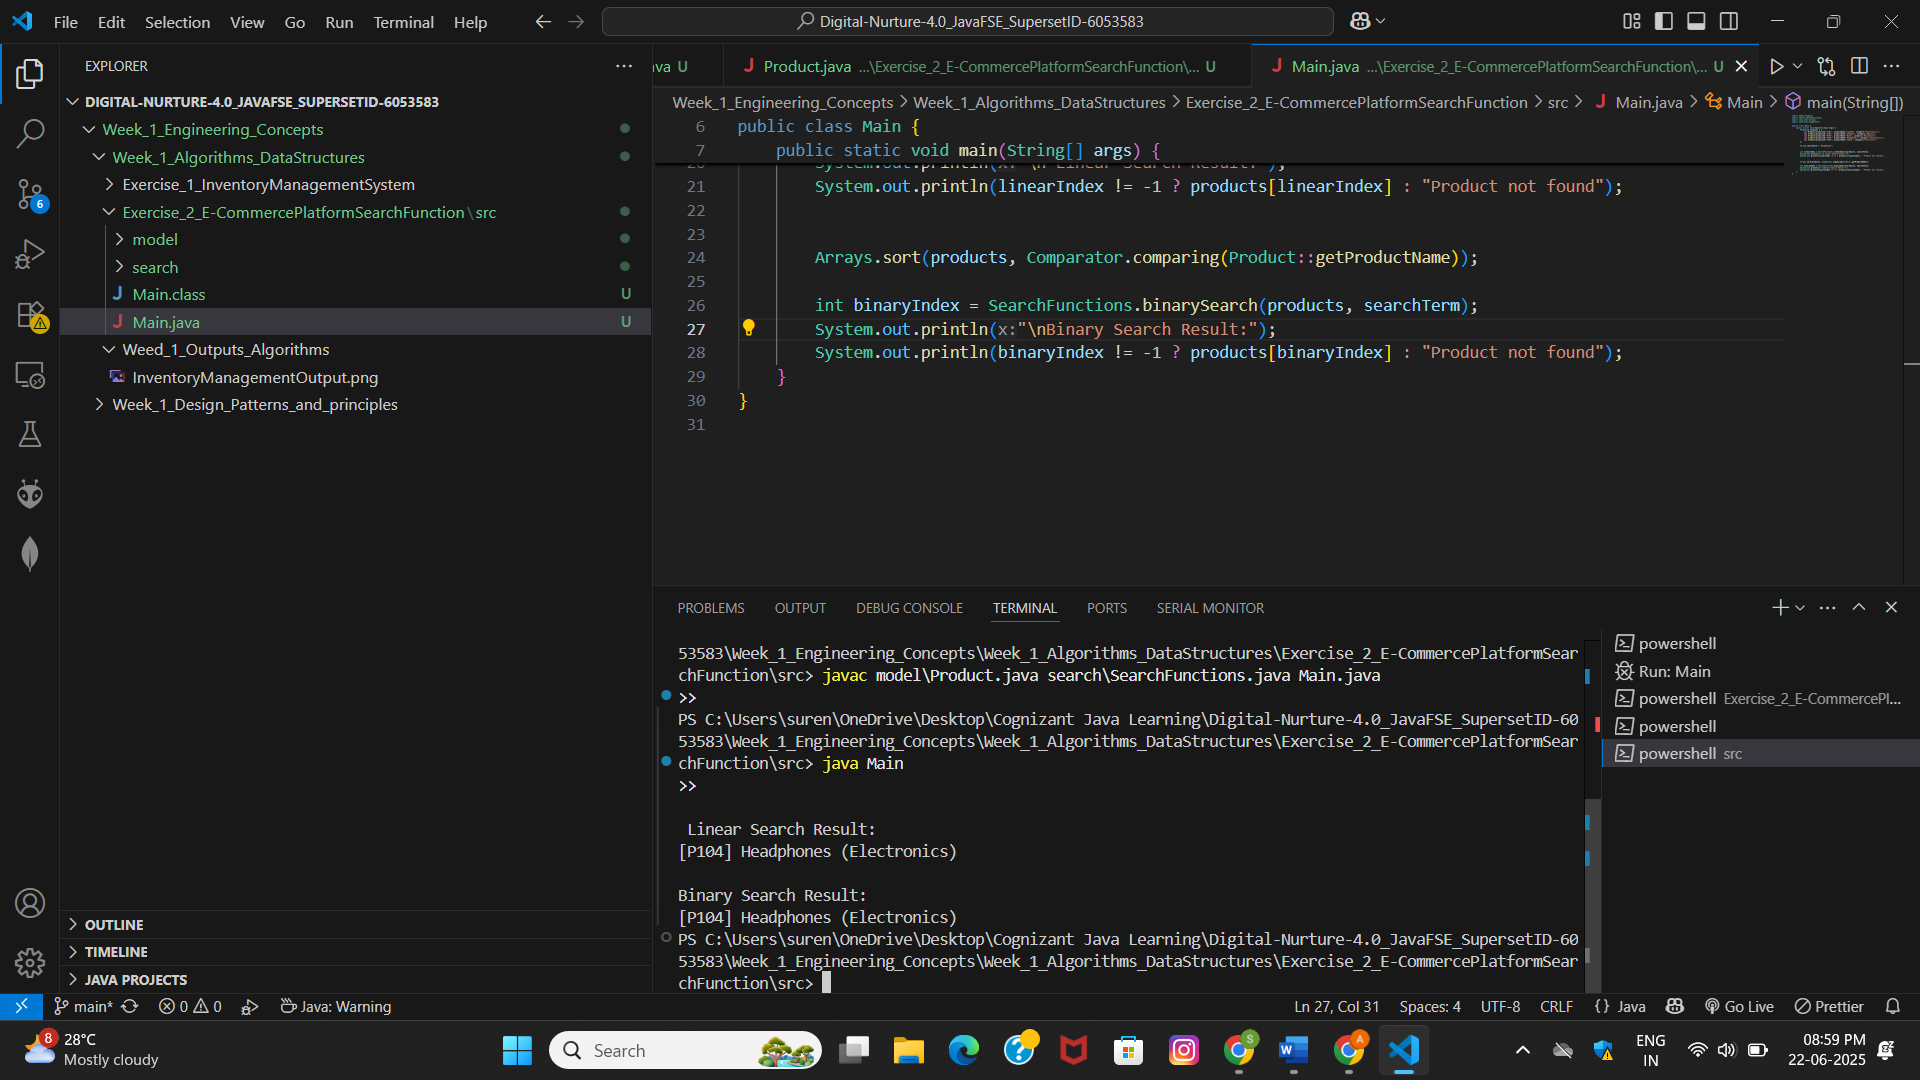 File Edit Selection View Go Run Terminal Help
Digital-Nurture-4.0_JavaFSE_SupersetID-6053583
EXPLORER
DIGITAL-NURTURE-4.0_JAVAFSE_SUPERSETID-6053583
Week_1_Engineering_Concepts
Week_1_Algorithms_DataStructures
Exercise_1_InventoryManagementSystem
Exercise_2_E-CommercePlatformSearchFunction\src
model
search
J Main.class U
J Main.java U
Weed_1_Outputs_Algorithms
InventoryManagementOutput.png
Week_1_Design_Patterns_and_principles
OUTLINE
TIMELINE
JAVA PROJECTS
va U
J Product.java ...\Exercise_2_E-CommercePlatformSearchFunction\... U
J Main.java ...\Exercise_2_E-CommercePlatformSearchFunction\... U
Week_1_Engineering_Concepts > Week_1_Algorithms_DataStructures > Exercise_2_E-CommercePlatformSearchFunction > src > J Main.java > Main > main(String[])
6 public class Main {
7 public static void main(String[] args) {
21 System.out.println(linearIndex != -1 ? products[linearIndex] : "Product not found");
22
23
24 Arrays.sort(products, Comparator.comparing(Product::getProductName));
25
26 int binaryIndex = SearchFunctions.binarySearch(products, searchTerm);
27 System.out.println(x:"\nBinary Search Result:");
28 System.out.println(binaryIndex != -1 ? products[binaryIndex] : "Product not found");
29 }
30 }
31
PROBLEMS OUTPUT DEBUG CONSOLE TERMINAL PORTS SERIAL MONITOR
53583\Week_1_Engineering_Concepts\Week_1_Algorithms_DataStructures\Exercise_2_E-CommercePlatformSear
chFunction\src> javac model\Product.java search\SearchFunctions.java Main.java
>>
PS C:\Users\suren\OneDrive\Desktop\Cognizant Java Learning\Digital-Nurture-4.0_JavaFSE_SupersetID-60
53583\Week_1_Engineering_Concepts\Week_1_Algorithms_DataStructures\Exercise_2_E-CommercePlatformSear
chFunction\src> java Main
>>
Linear Search Result:
[P104] Headphones (Electronics)
Binary Search Result:
[P104] Headphones (Electronics)
PS C:\Users\suren\OneDrive\Desktop\Cognizant Java Learning\Digital-Nurture-4.0_JavaFSE_SupersetID-60
53583\Week_1_Engineering_Concepts\Week_1_Algorithms_DataStructures\Exercise_2_E-CommercePlatformSear
chFunction\src>
powershell
Run: Main
powershell Exercise_2_E-CommercePl...
powershell
powershell src
6
main* 0 0 Java: Warning
Ln 27, Col 31 Spaces: 4 UTF-8 CRLF {} Java Go Live Prettier
8
28°C
Mostly cloudy
Search
S
A
ENG
IN
08:59 PM
22-06-2025